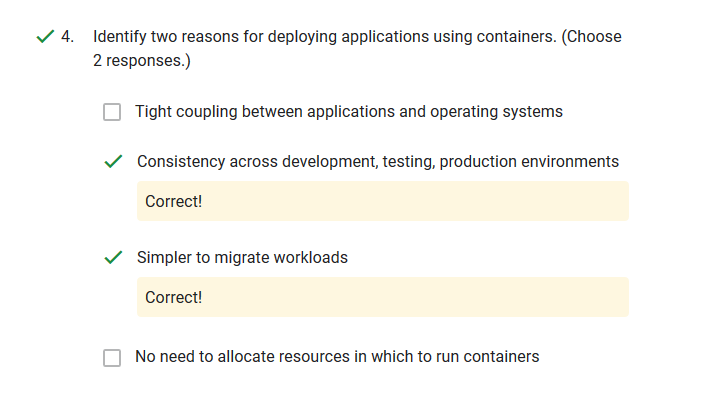 4. Identify two reasons for deploying applications using containers. (Choose
2 responses.)
Tight coupling between applications and operating systems
Consistency across development, testing, production environments
Correct!
Simpler to migrate workloads
Correct!
No need to allocate resources in which to run containers